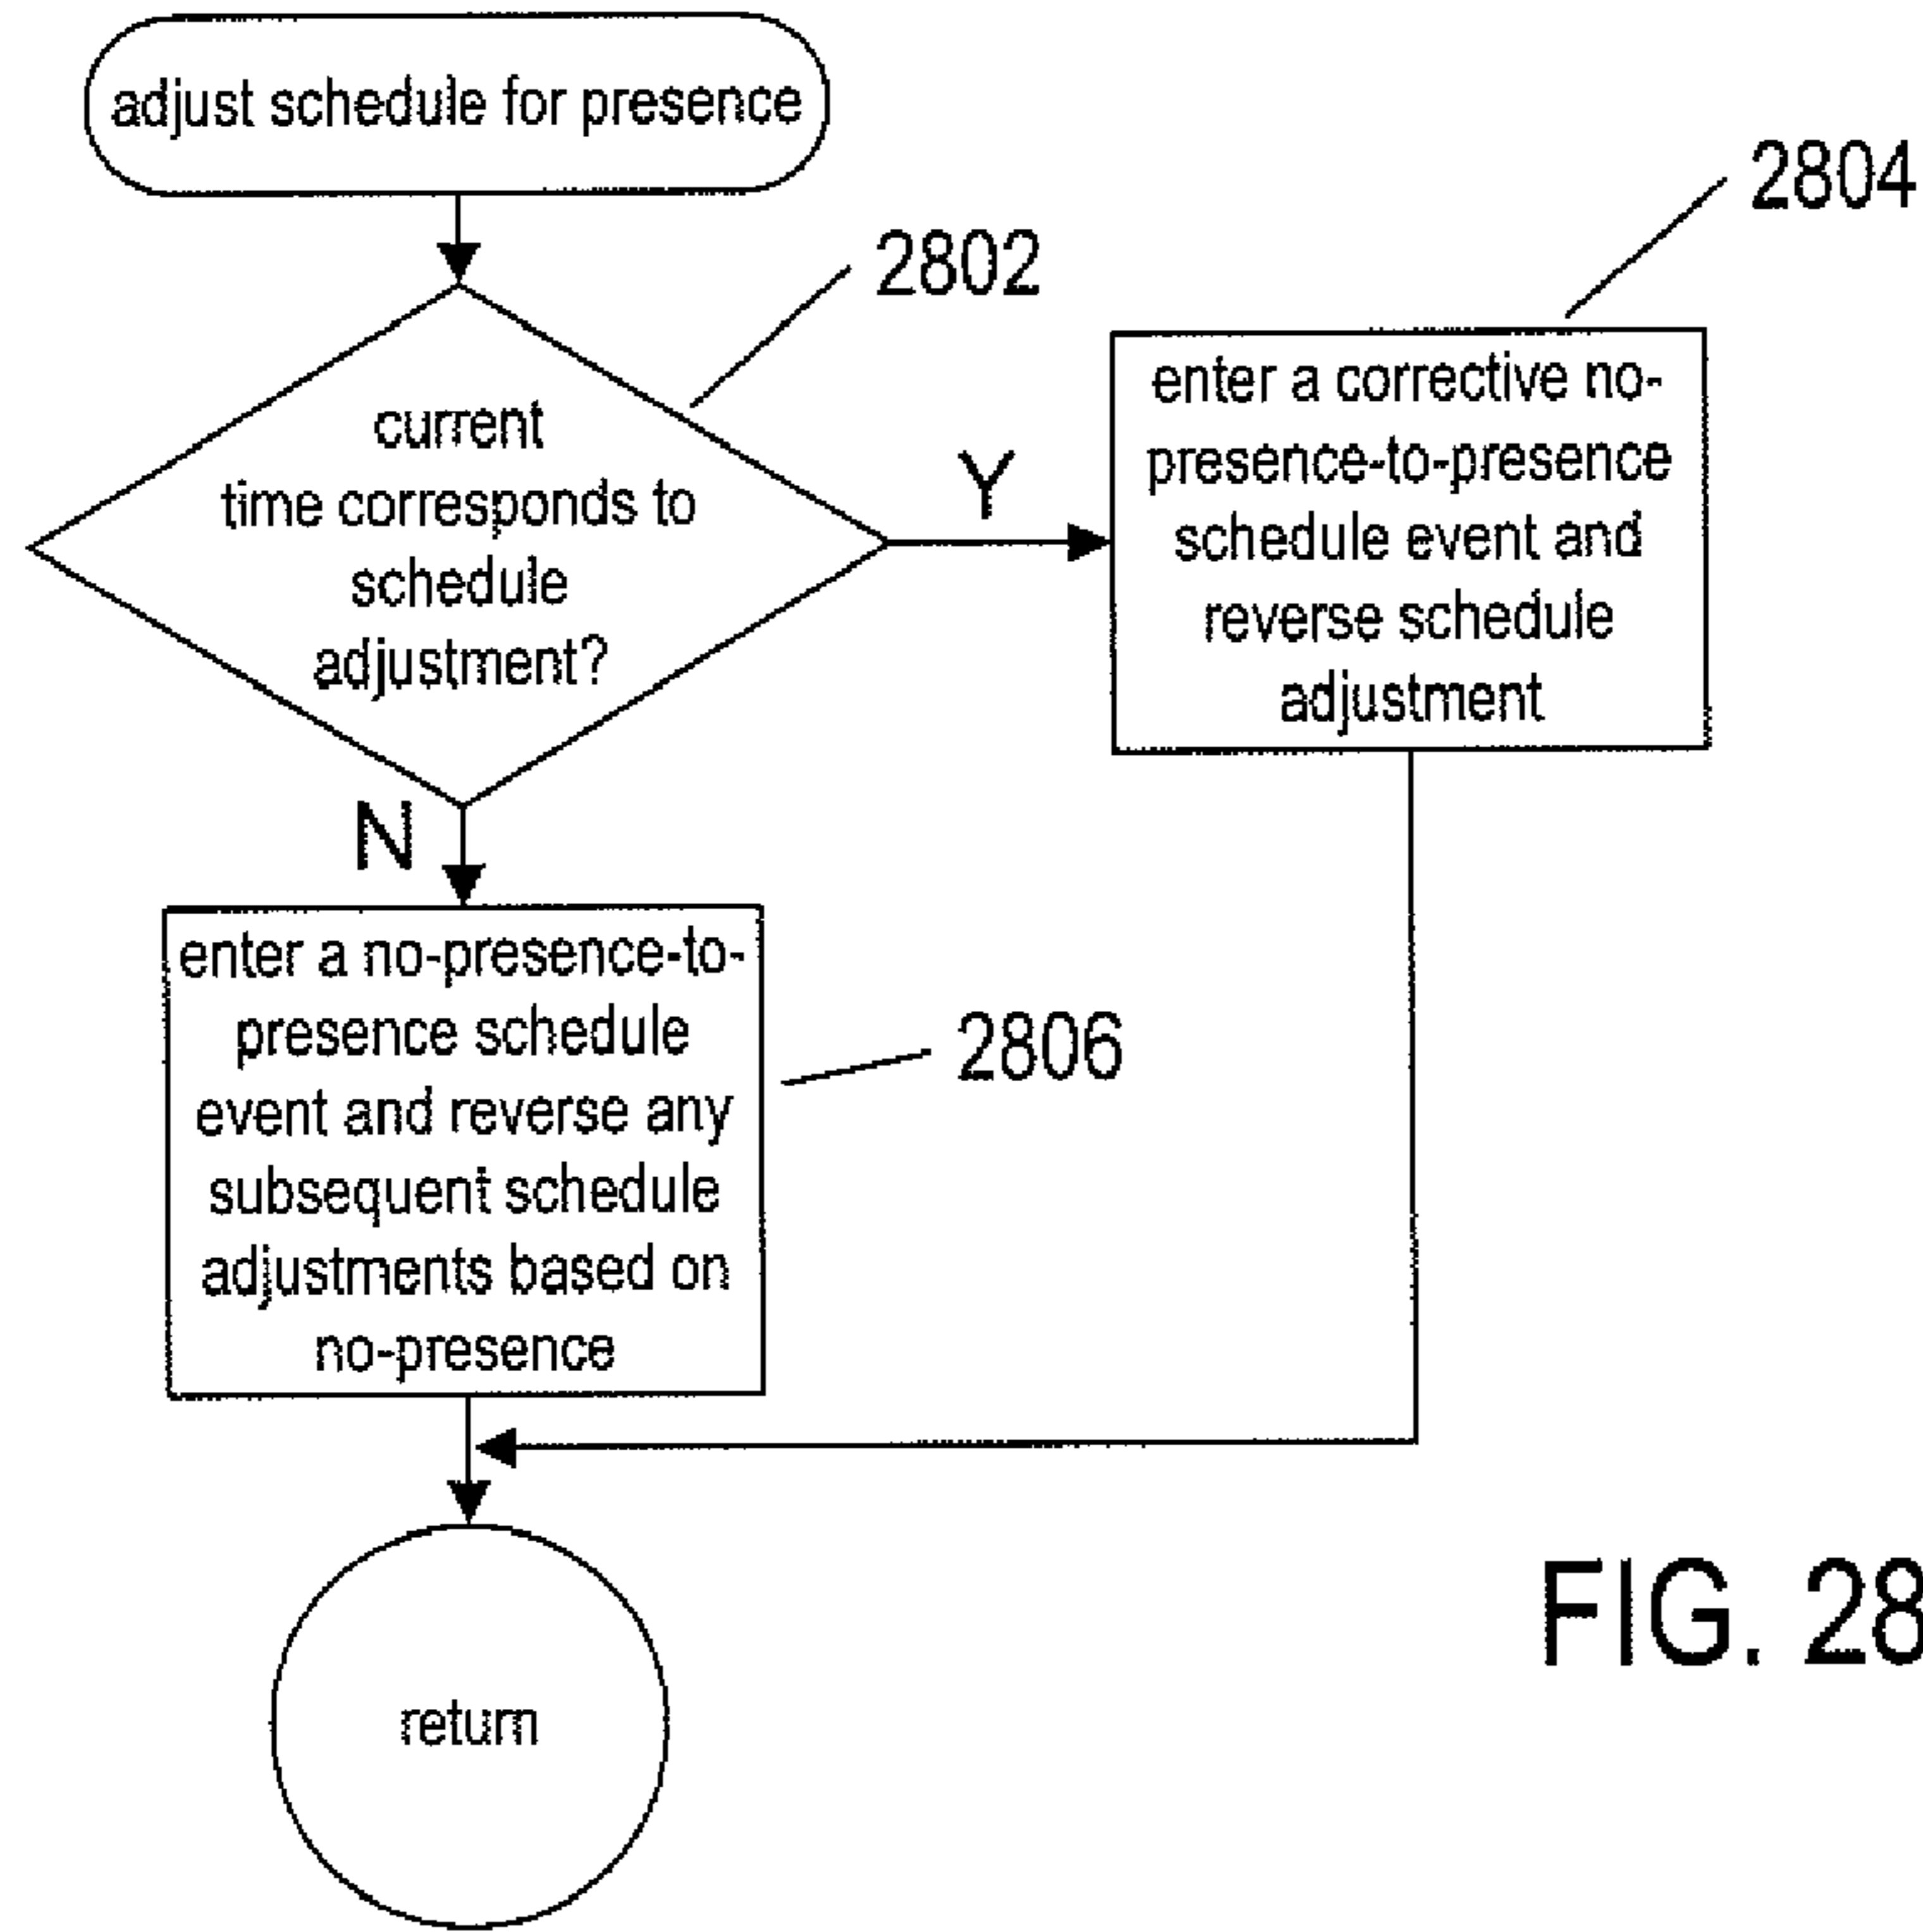 adjust schedule for presence
2802
2804
current
time corresponds to
schedule
adjustment?
Y
enter a corrective no-
presence-to-presence
schedule event and
reverse schedule
adjustment
N
enter a no-presence-to-
presence schedule
event and reverse any
subsequent schedule
adjustments based on
no-presence
2806
return
FIG. 28